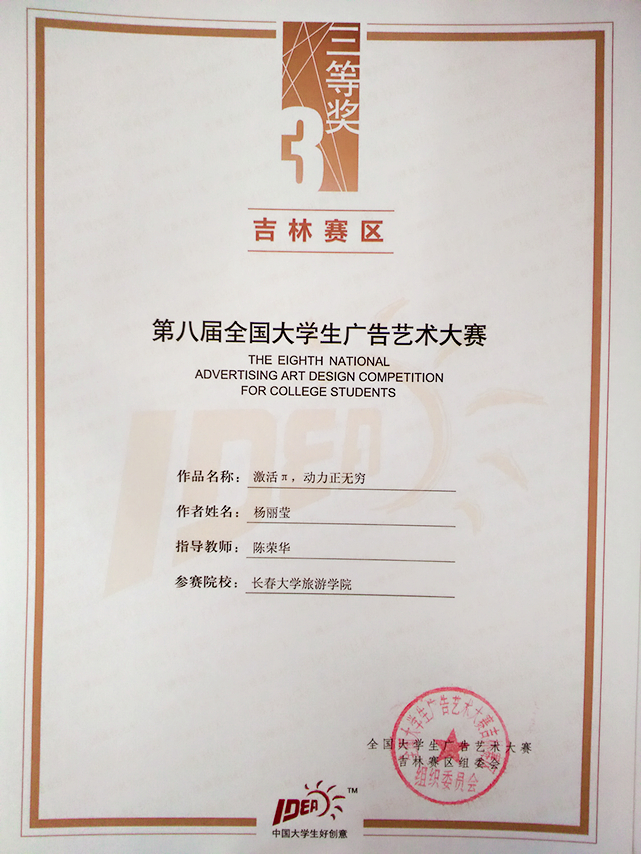 三等奖
3
吉林赛区
第八届全国大学生广告艺术大赛
THE EIGHTH NATIONAL
ADVERTISING ART DESIGN COMPETITION
FOR COLLEGE STUDENTS
IDEA
作品名称：激活π，动力正无穷
作者姓名：杨丽莹
指导教师：陈荣华
参赛院校：长春大学旅游学院
全国大学生广告艺术大赛
吉林赛区组委会
组织委员会
IDEA TM
中国大学生好创意